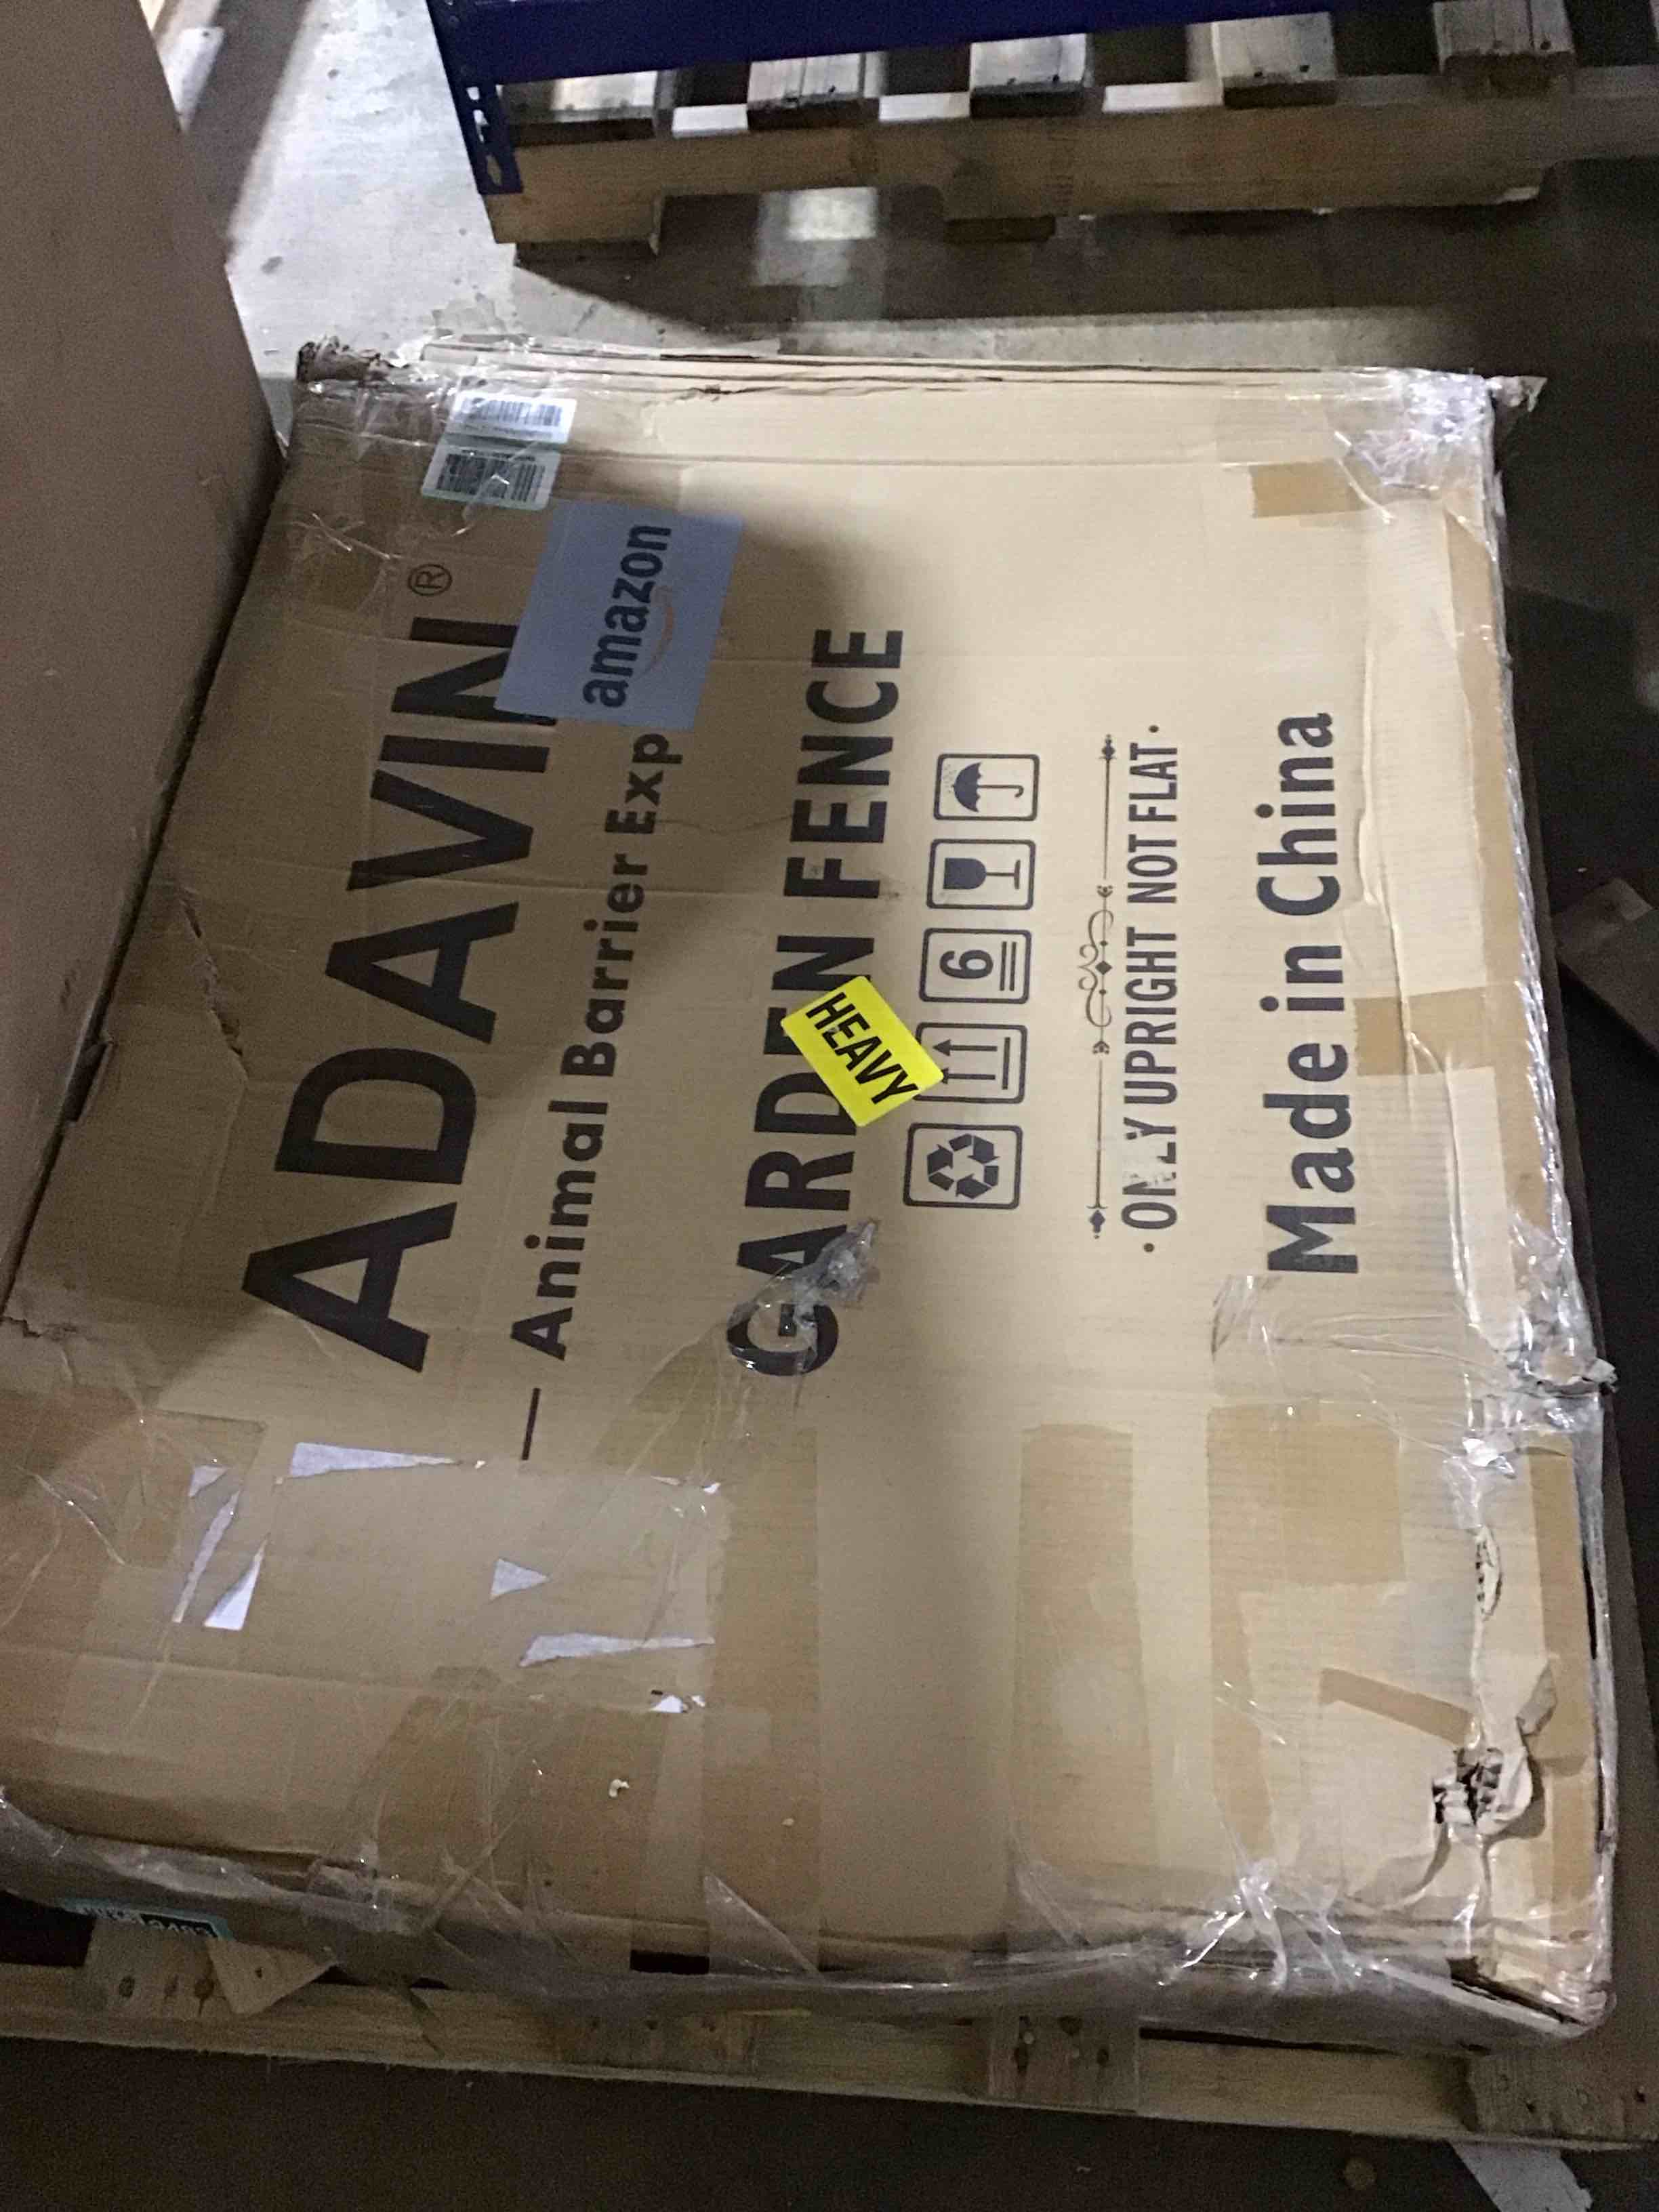 ADAVIN®
— Animal Barrier Exp
amazon
GARDEN FENCE
HEAVY
6
· ONLY UPRIGHT NOT FLAT ·
Made in China